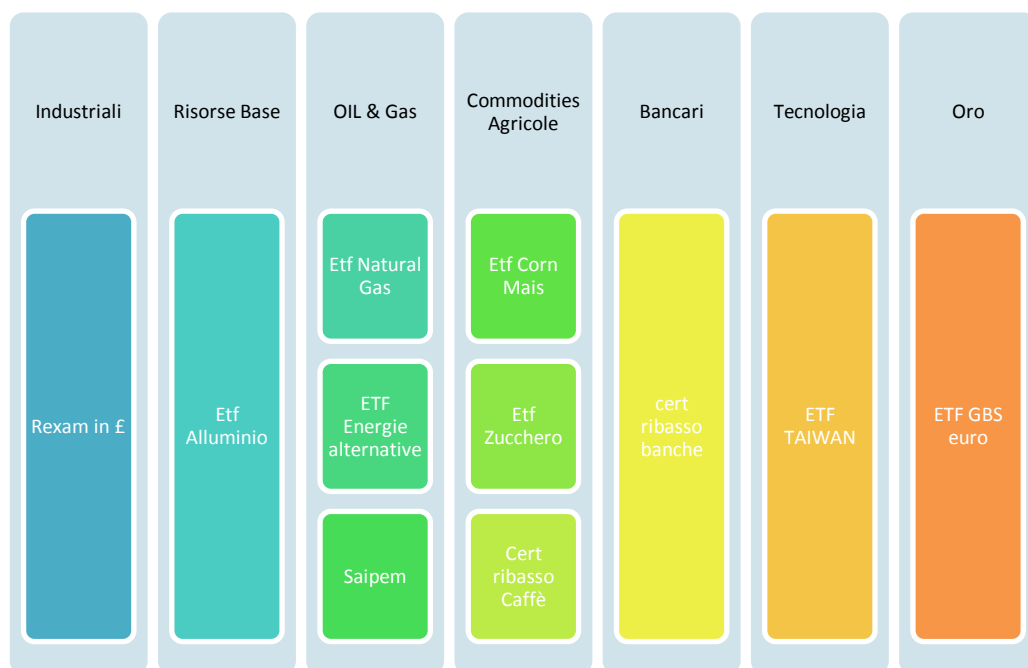 Industriali
Risorse Base
OIL & Gas
Commodities
Agricole
Bancari
Tecnologia
Oro
Rexam in £
Etf
Alluminio
Etf Natural
Gas
ETF
Energie
alternative
Saipem
Etf Corn
Mais
Etf
Zucchero
Cert
ribasso
Caffè
cert
ribasso
banche
ETF
TAIWAN
ETF GBS
euro